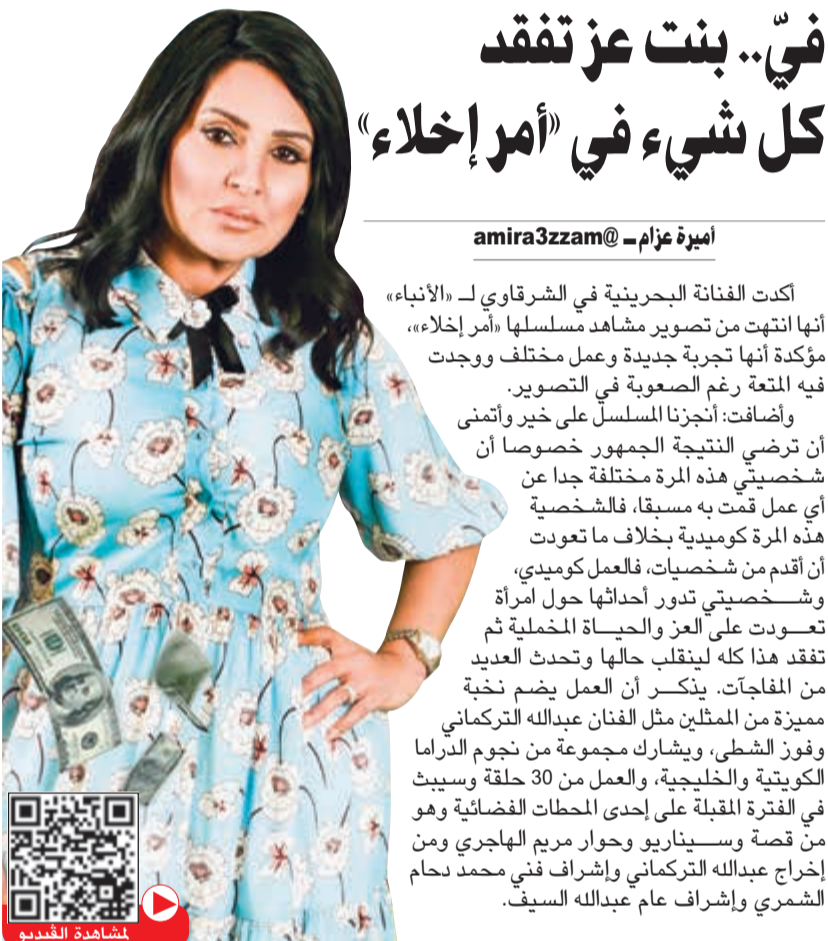 فيّ.. بنت عز تفقد
كل شيء في «أمر إخلاء»
أميرة عزام ـ @amira3zzam
أكدت الفنانة البحرينية في الشرقاوي لـ «الأنباء»
أنها انتهت من تصوير مشاهد مسلسلها «أمر إخلاء»،
مؤكدة أنها تجربة جديدة وعمل مختلف ووجدت
فيه المتعة رغم الصعوبة في التصوير.
وأضافت: أنجزنا المسلسل على خير وأتمنى
أن ترضي النتيجة الجمهور خصوصا أن
شخصيتي هذه المرة مختلفة جدا عن
أي عمل قمت به مسبقا، فالشخصية
هذه المرة كوميدية بخلاف ما تعودت
أن أقدم من شخصيات، فالعمل كوميدي،
وشـــخصيتي تدور أحداثها حول امرأة
تعـــودت على العز والحيـــاة المخملية ثم
تفقد هذا كله لينقلب حالها وتحدث العديد
من المفاجآت. يذكـــر أن العمل يضم نخبة
مميزة من الممثلين مثل الفنان عبدالله التركماني
وفوز الشطي، ويشارك مجموعة من نجوم الدراما
الكويتية والخليجية، والعمل من 30 حلقة وسيبث
في الفترة المقبلة على إحدى المحطات الفضائية وهو
من قصة وســـيناريو وحوار مريم الهاجري ومن
إخراج عبدالله التركماني وإشراف فني محمد دحام
الشمري وإشراف عام عبدالله السيف.
لمشاهدة الڤيديو